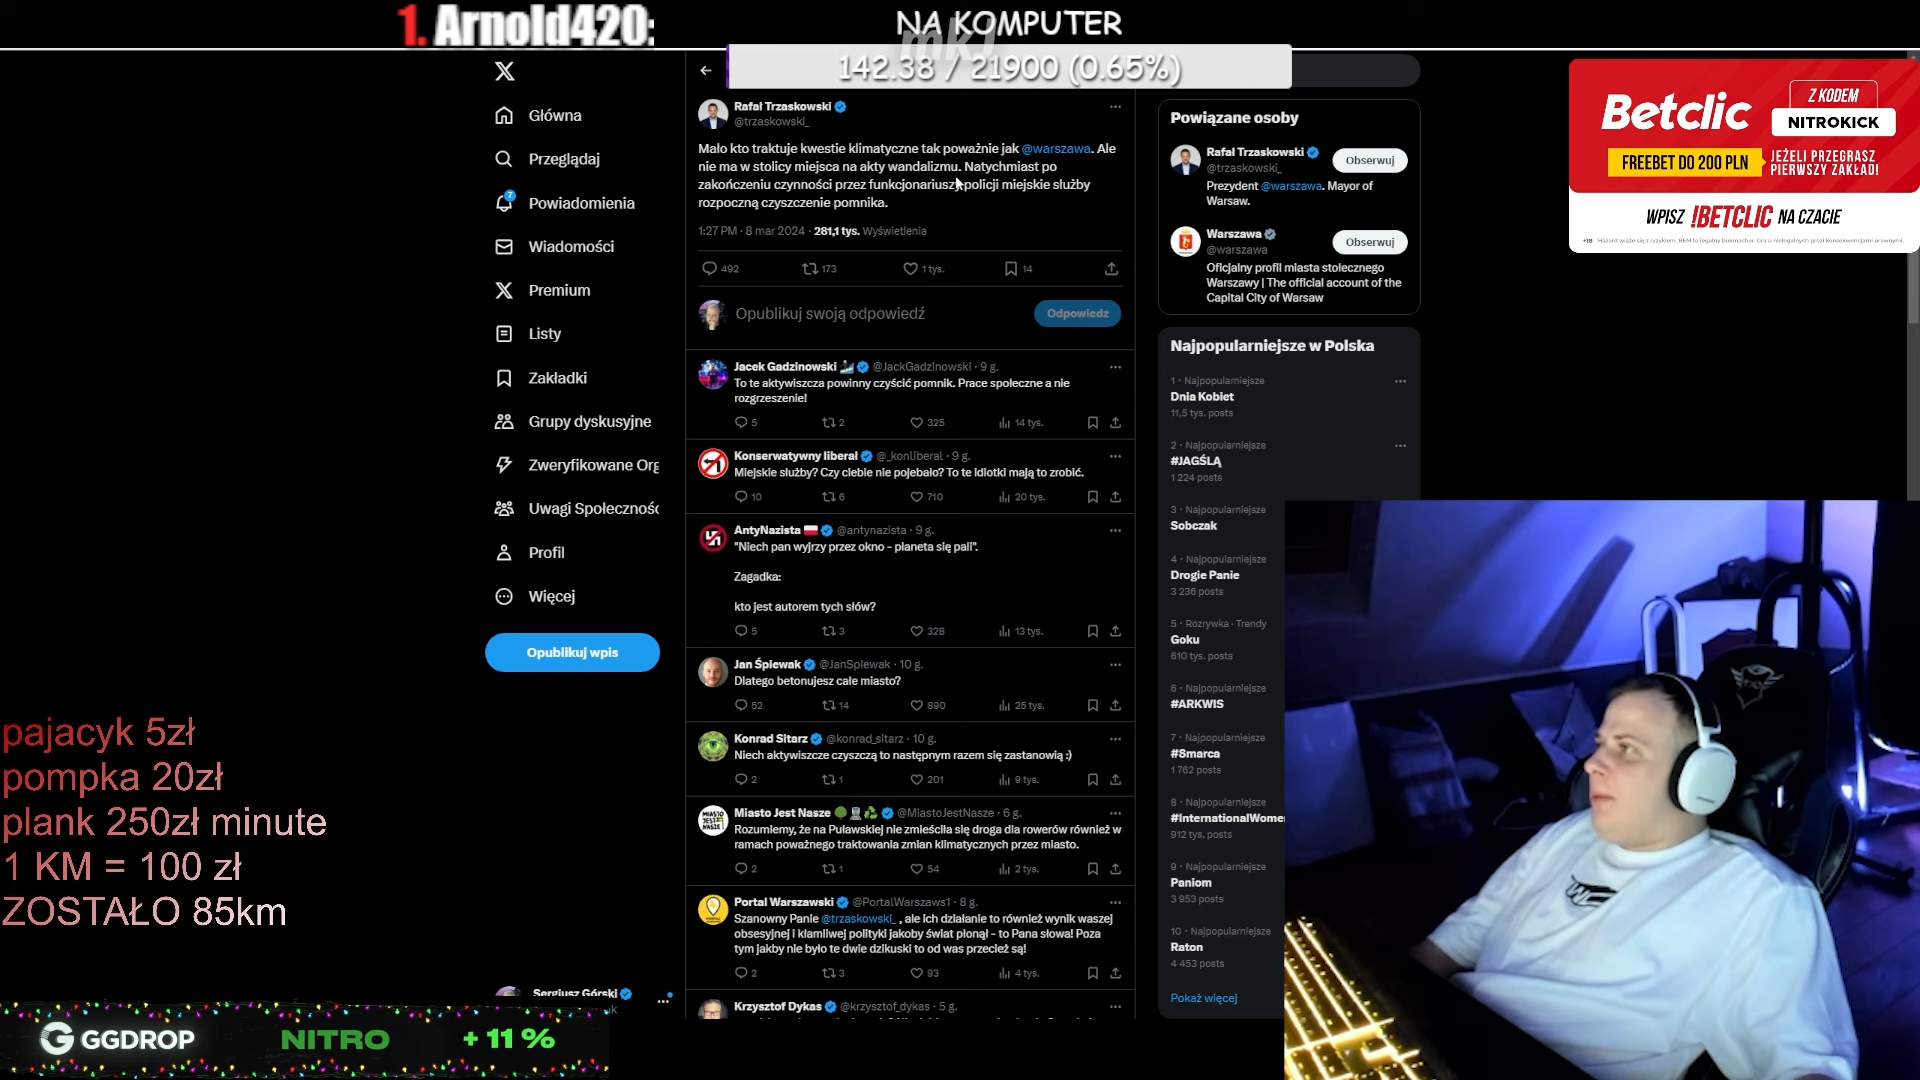 1. Arnold420:
NA KOMPUTER
142.38 / 21900 (0.65%)
Główna
Przeglądaj
7
Powiadomienia
Wiadomości
Premium
Listy
Zakładki
Grupy dyskusyjne
Zweryfikowane Org
Uwagi Społecznośc
Profil
Więcej
Opublikuj wpis
pajacyk 5zł
pompka 20zł
plank 250zł minute
1 KM = 100 zł
ZOSTAŁO 85km
Sergiusz Górski
GGDROP NITRO + 11 %
Rafał Trzaskowski
@trzaskowski_
Mało kto traktuje kwestie klimatyczne tak poważnie jak @warszawa. Ale
nie ma w stolicy miejsca na akty wandalizmu. Natychmiast po
zakończeniu czynności przez funkcjonariuszy policji miejskie służby
rozpoczną czyszczenie pomnika.
1:27 PM · 8 mar 2024 · 281,1 tys. Wyświetlenia
492 173 1 tys. 14
Opublikuj swoją odpowiedź
Odpowiedz
Jacek Gadzinowski @JackGadzinowski · 9 g.
To te aktywiszcza powinny czyścić pomnik. Prace społeczne a nie
rozgrzeszenie!
5 2 325 14 tys.
Konserwatywny liberał @_konliberal · 9 g.
Miejskie służby? Czy ciebie nie pojebało? To te idiotki mają to zrobić.
10 6 710 20 tys.
AntyNazista @antynazista · 9 g.
"Niech pan wyjrzy przez okno - planeta się pali".
Zagadka:
kto jest autorem tych słów?
5 3 328 13 tys.
Jan Śpiewak @JanSpiewak · 10 g.
Dlatego betonujesz całe miasto?
52 14 890 25 tys.
Konrad Sitarz @konrad_sitarz · 10 g.
Niech aktywiszcze czyszczą to następnym razem się zastanowią :)
2 1 201 9 tys.
MIASTO JEST NASZE
Miasto Jest Nasze @MiastoJestNasze · 6 g.
Rozumiemy, że na Puławskiej nie zmieściła się droga dla rowerów również w
ramach poważnego traktowania zmian klimatycznych przez miasto.
2 1 54 2 tys.
Portal Warszawski @PortalWarszaws1 · 8 g.
Szanowny Panie @trzaskowski_ , ale ich działanie to również wynik waszej
obsesyjnej i kłamliwej polityki jakoby świat płonął - to Pana słowa! Poza
tym jakby nie było te dwie dzikuski to od was przecież są!
2 3 93 4 tys.
Krzysztof Dykas @krzysztof_dykas · 5 g.
Powiązane osoby
Rafał Trzaskowski
@trzaskowski_
Obserwuj
Prezydent @warszawa. Mayor of
Warsaw.
Warszawa
@warszawa
Obserwuj
Oficjalny profil miasta stołecznego
Warszawy | The official account of the
Capital City of Warsaw
Najpopularniejsze w Polska
1 · Najpopularniejsze
Dnia Kobiet
11,5 tys. posts
2 · Najpopularniejsze
#JAGŚLĄ
1 224 posts
3 · Najpopularniejsze
Sobczak
4 · Najpopularniejsze
Drogie Panie
3 236 posts
5 · Rozrywka · Trendy
Goku
610 tys. posts
6 · Najpopularniejsze
#ARKWIS
7 · Najpopularniejsze
#Smarca
1 762 posts
8 · Najpopularniejsze
#InternationalWome
912 tys. posts
9 · Najpopularniejsze
Paniom
3 953 posts
10 · Najpopularniejsze
Raton
4 453 posts
Pokaż więcej
Betclic
Z KODEM
NITROKICK
FREEBET DO 200 PLN
JEŻELI PRZEGRASZ
PIERWSZY ZAKŁAD!
WPISZ !BETCLIC NA CZACIE
+18 Hazard wiąże się z ryzykiem. BEM to legalny bukmacher. Gra u nielegalnych grozi konsekwencjami prawnymi.